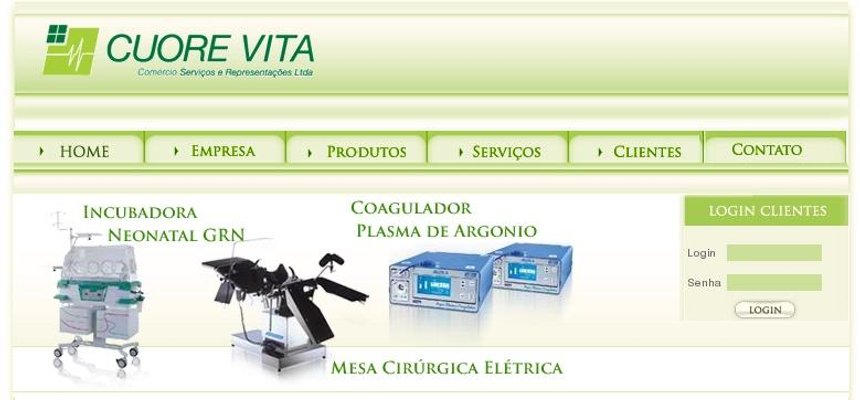 CUORE VITA
Comércio Serviços e Representações Ltda
HOME
EMPRESA
PRODUTOS
SERVIÇOS
CLIENTES
CONTATO
INCUBADORA
NEONATAL GRN
COAGULADOR
PLASMA DE ARGONIO
MESA CIRÚRGICA ELÉTRICA
LOGIN CLIENTES
Login
Senha
LOGIN